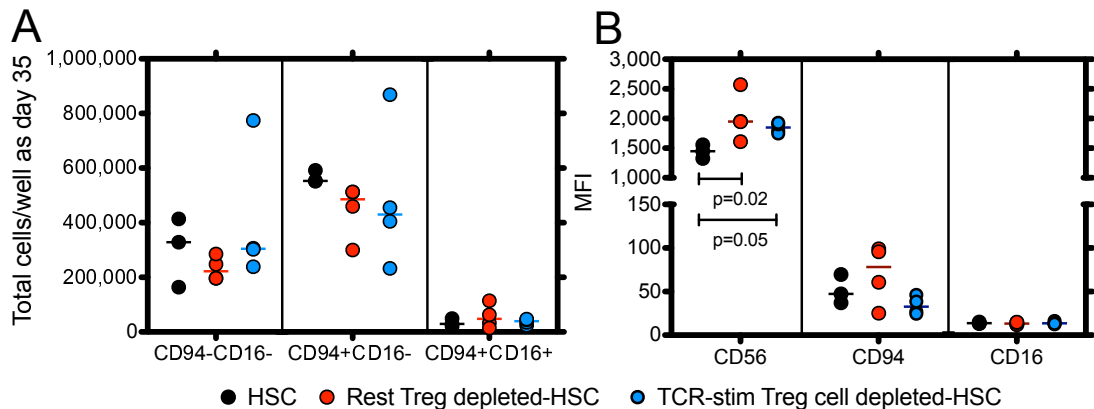 A
B
Total cells/well as day 35
1,000,000
800,000
600,000
400,000
200,000
0
CD94-CD16-
CD94+CD16-
CD94+CD16+
MFI
3,000
2,500
2,000
1,500
1,000
150
100
50
0
p=0.02
p=0.05
CD56
CD94
CD16
HSC
Rest Treg depleted-HSC
TCR-stim Treg cell depleted-HSC